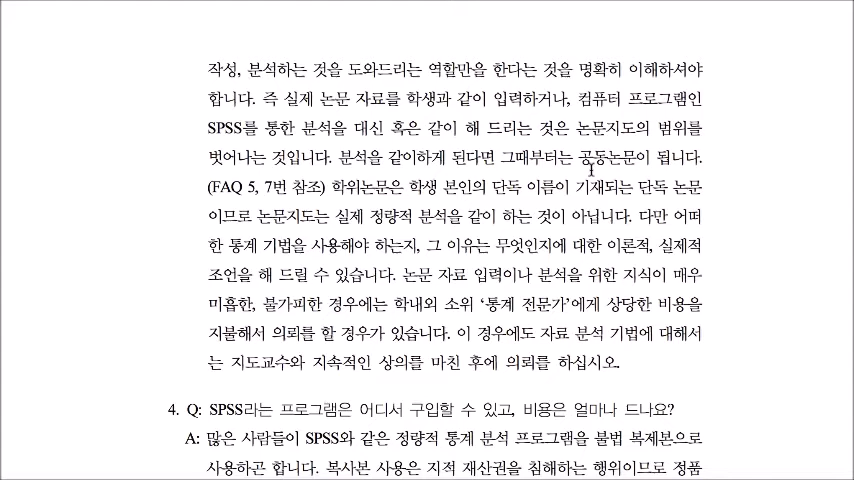 작성, 분석하는 것을 도와드리는 역할만을 한다는 것을 명확히 이해하셔야
합니다. 즉 실제 논문 자료를 학생과 같이 입력하거나, 컴퓨터 프로그램인
SPSS를 통한 분석을 대신 혹은 같이 해 드리는 것은 논문지도의 범위를
벗어나는 것입니다. 분석을 같이하게 된다면 그때부터는 공동논문이 됩니다.
(FAQ 5, 7번 참조) 학위논문은 학생 본인의 단독 이름이 기재되는 단독 논문
이므로 논문지도는 실제 정량적 분석을 같이 하는 것이 아닙니다. 다만 어떠
한 통계 기법을 사용해야 하는지, 그 이유는 무엇인지에 대한 이론적, 실제적
조언을 해 드릴 수 있습니다. 논문 자료 입력이나 분석을 위한 지식이 매우
미흡한, 불가피한 경우에는 학내외 소위 ‘통계 전문가’에게 상당한 비용을
지불해서 의뢰를 할 경우가 있습니다. 이 경우에도 자료 분석 기법에 대해서
는 지도교수와 지속적인 상의를 마친 후에 의뢰를 하십시오.
4. Q: SPSS라는 프로그램은 어디서 구입할 수 있고, 비용은 얼마나 드나요?
A: 많은 사람들이 SPSS와 같은 정량적 통계 분석 프로그램을 불법 복제본으로
사용하곤 합니다. 복사본 사용은 지적 재산권을 침해하는 행위이므로 정품